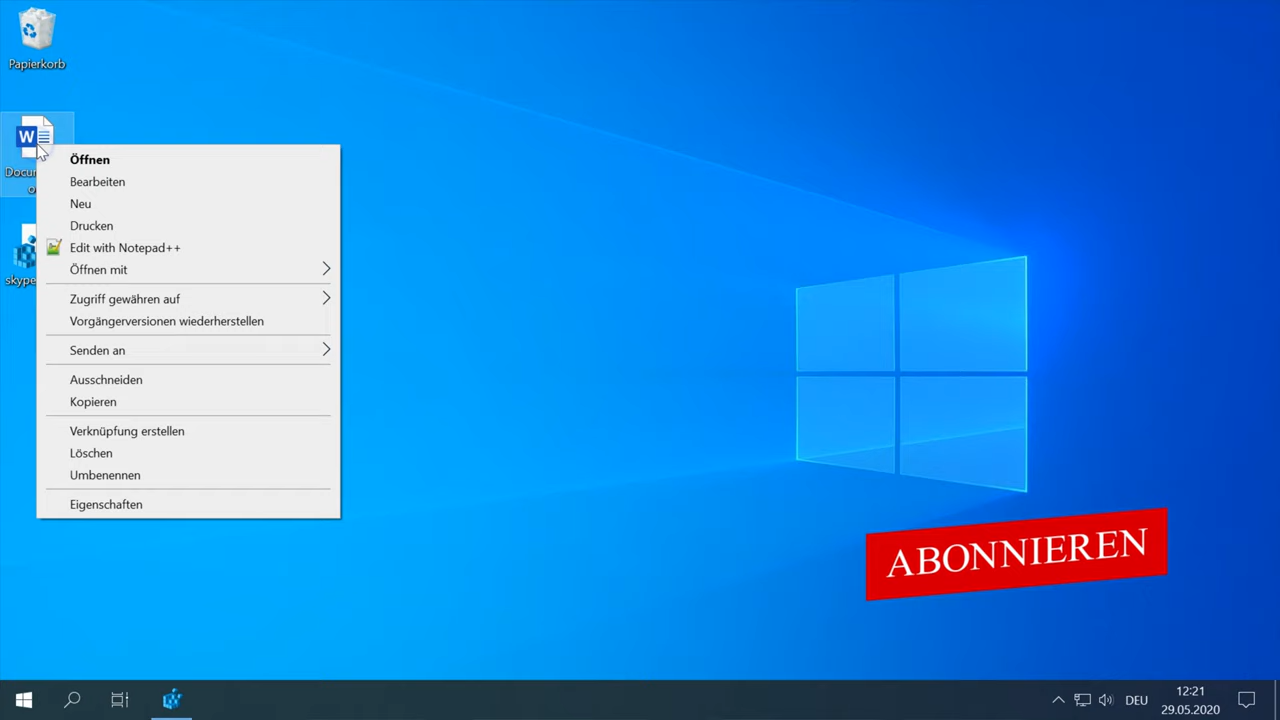 Papierkorb
W
Öffnen
Bearbeiten
Neu
Drucken
Edit with Notepad++
Öffnen mit
Zugriff gewähren auf
Vorgängerversionen wiederherstellen
Senden an
Ausschneiden
Kopieren
Verknüpfung erstellen
Löschen
Umbenennen
Eigenschaften
skype
ABONNIEREN
DEU
12:21
29.05.2020